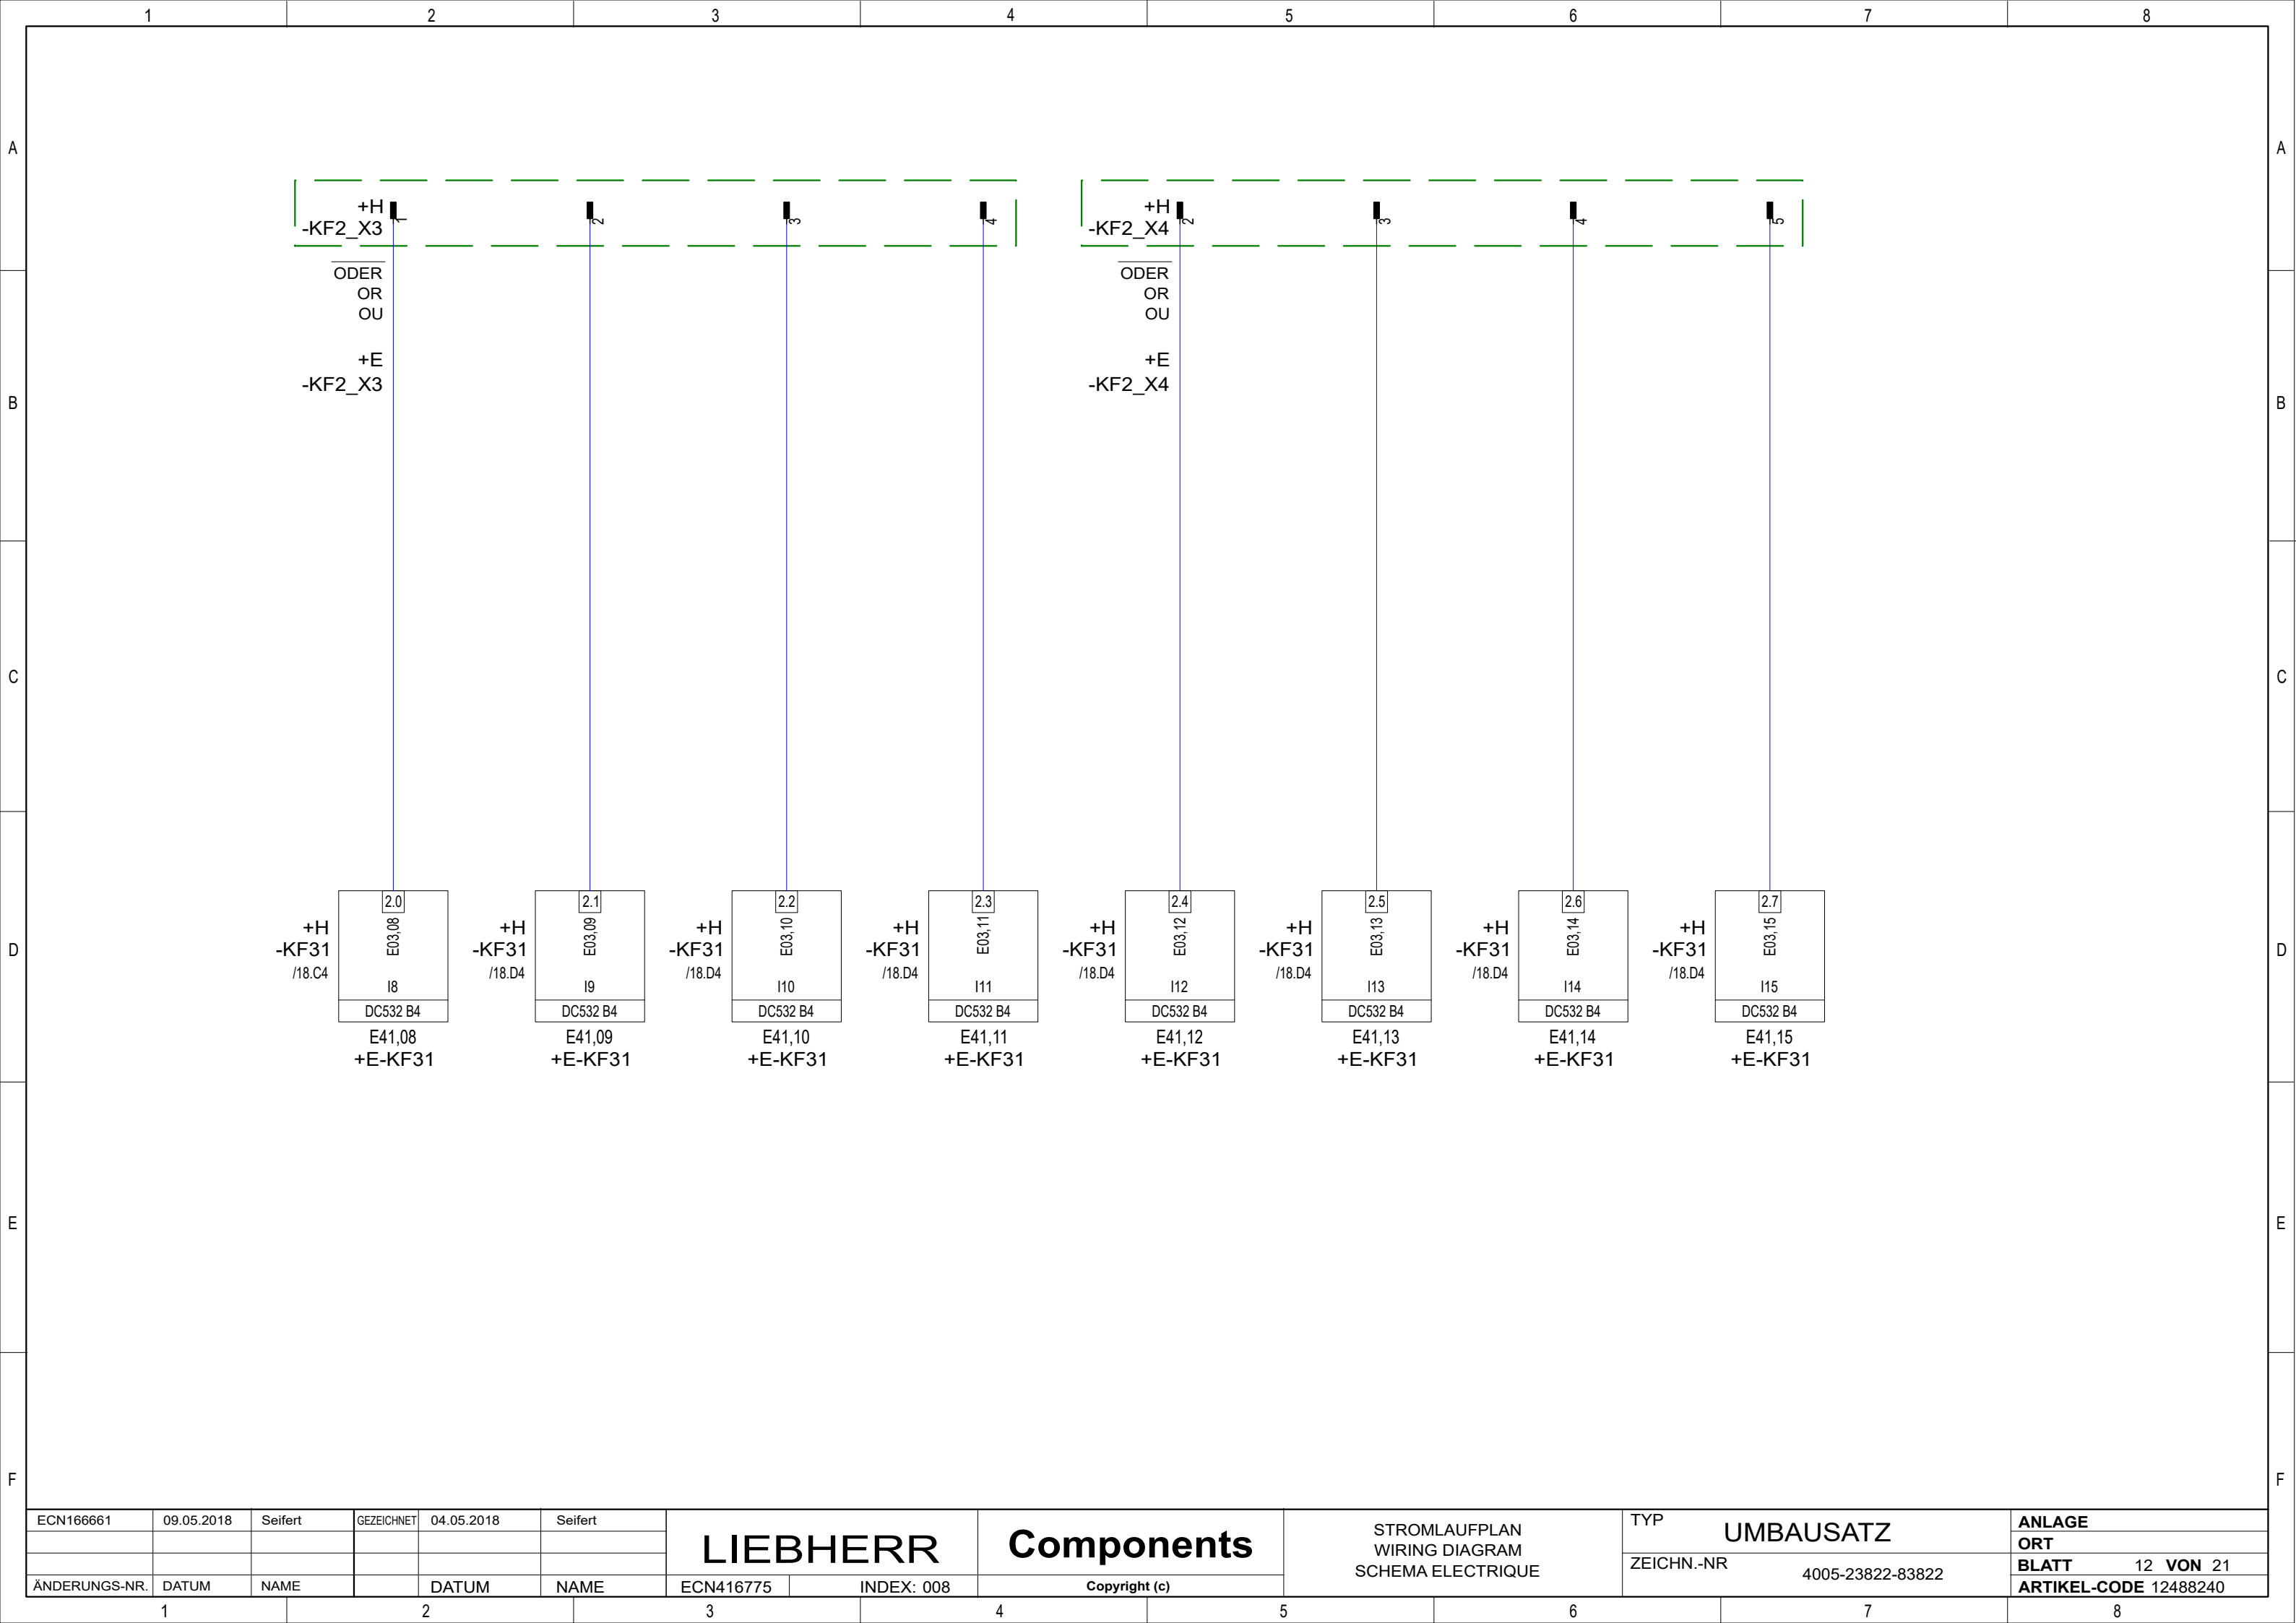 1 2 3 4 5 6 7 8
A A
+H
-KF2_X3
1 2 3 4
+H
-KF2_X4
2 3 4 5
ODER
OR
OU
ODER
OR
OU
+E
-KF2_X3
+E
-KF2_X4
B B
C C
D D
+H
-KF31
/18.C4
2.0
E03,08
I8
DC532 B4
E41,08
+E-KF31
+H
-KF31
/18.D4
2.1
E03,09
I9
DC532 B4
E41,09
+E-KF31
+H
-KF31
/18.D4
2.2
E03,10
I10
DC532 B4
E41,10
+E-KF31
+H
-KF31
/18.D4
2.3
E03,11
I11
DC532 B4
E41,11
+E-KF31
+H
-KF31
/18.D4
2.4
E03,12
I12
DC532 B4
E41,12
+E-KF31
+H
-KF31
/18.D4
2.5
E03,13
I13
DC532 B4
E41,13
+E-KF31
+H
-KF31
/18.D4
2.6
E03,14
I14
DC532 B4
E41,14
+E-KF31
+H
-KF31
/18.D4
2.7
E03,15
I15
DC532 B4
E41,15
+E-KF31
E E
F F
ECN166661 09.05.2018 Seifert GEZEICHNET 04.05.2018 Seifert
ÄNDERUNGS-NR. DATUM NAME DATUM NAME
LIEBHERR
ECN416775 INDEX: 008
Components
Copyright (c)
STROMLAUFPLAN
WIRING DIAGRAM
SCHEMA ELECTRIQUE
TYP UMBAUSATZ
ZEICHN.-NR 4005-23822-83822
ANLAGE
ORT
BLATT 12 VON 21
ARTIKEL-CODE 12488240
1 2 3 4 5 6 7 8